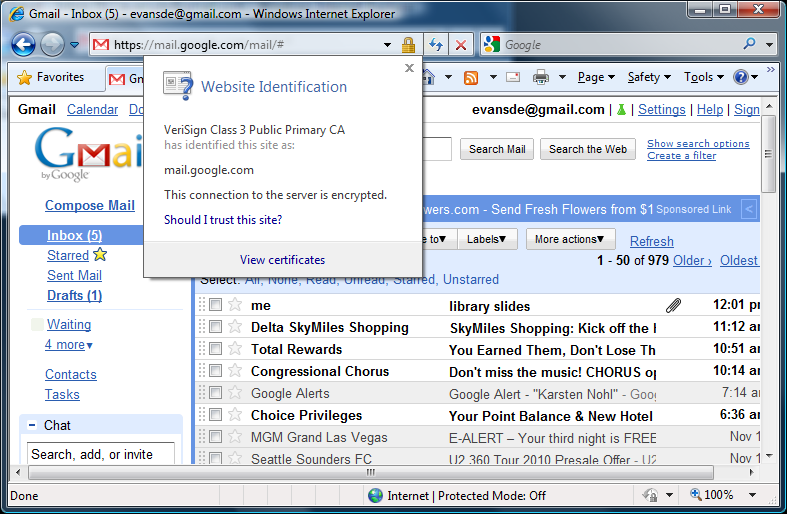 Gmail - Inbox (5) - evansde@gmail.com - Windows Internet Explorer
https://mail.google.com/mail/#
Google
Favorites
Gm
Page
Safety
Tools
Website Identification
VeriSign Class 3 Public Primary CA
has identified this site as:
mail.google.com
This connection to the server is encrypted.
Should I trust this site?
View certificates
Gmail Calendar Do
evansde@gmail.com | Settings | Help | Sign
Gmai
by Google
Search Mail Search the Web
Show search options
Create a filter
Compose Mail
Inbox (5)
Starred
Sent Mail
Drafts (1)
Waiting
4 more
Contacts
Tasks
Chat
Search, add, or invite
wers.com - Send Fresh Flowers from $1 Sponsored Link <
e to Labels More actions Refresh
1 - 50 of 979 Older › Oldest
Select: All, None, Read, Unread, Starred, Unstarred
me library slides 12:01 pm
Delta SkyMiles Shopping SkyMiles Shopping: Kick off the h 11:12 am
Total Rewards You Earned Them, Don't Lose Th 10:51 am
Congressional Chorus Don't miss the music! CHORUS op 10:14 am
Google Alerts Google Alert - "Karsten Nohl" - Goog 7:14 a
Choice Privileges Your Point Balance & New Hotel 6:36 am
MGM Grand Las Vegas E-ALERT – Your third night is FREE Nov 1
Seattle Sounders FC U2 360 Tour 2010 Presale Offer - U2 Nov 1
Done
Internet | Protected Mode: Off
100%